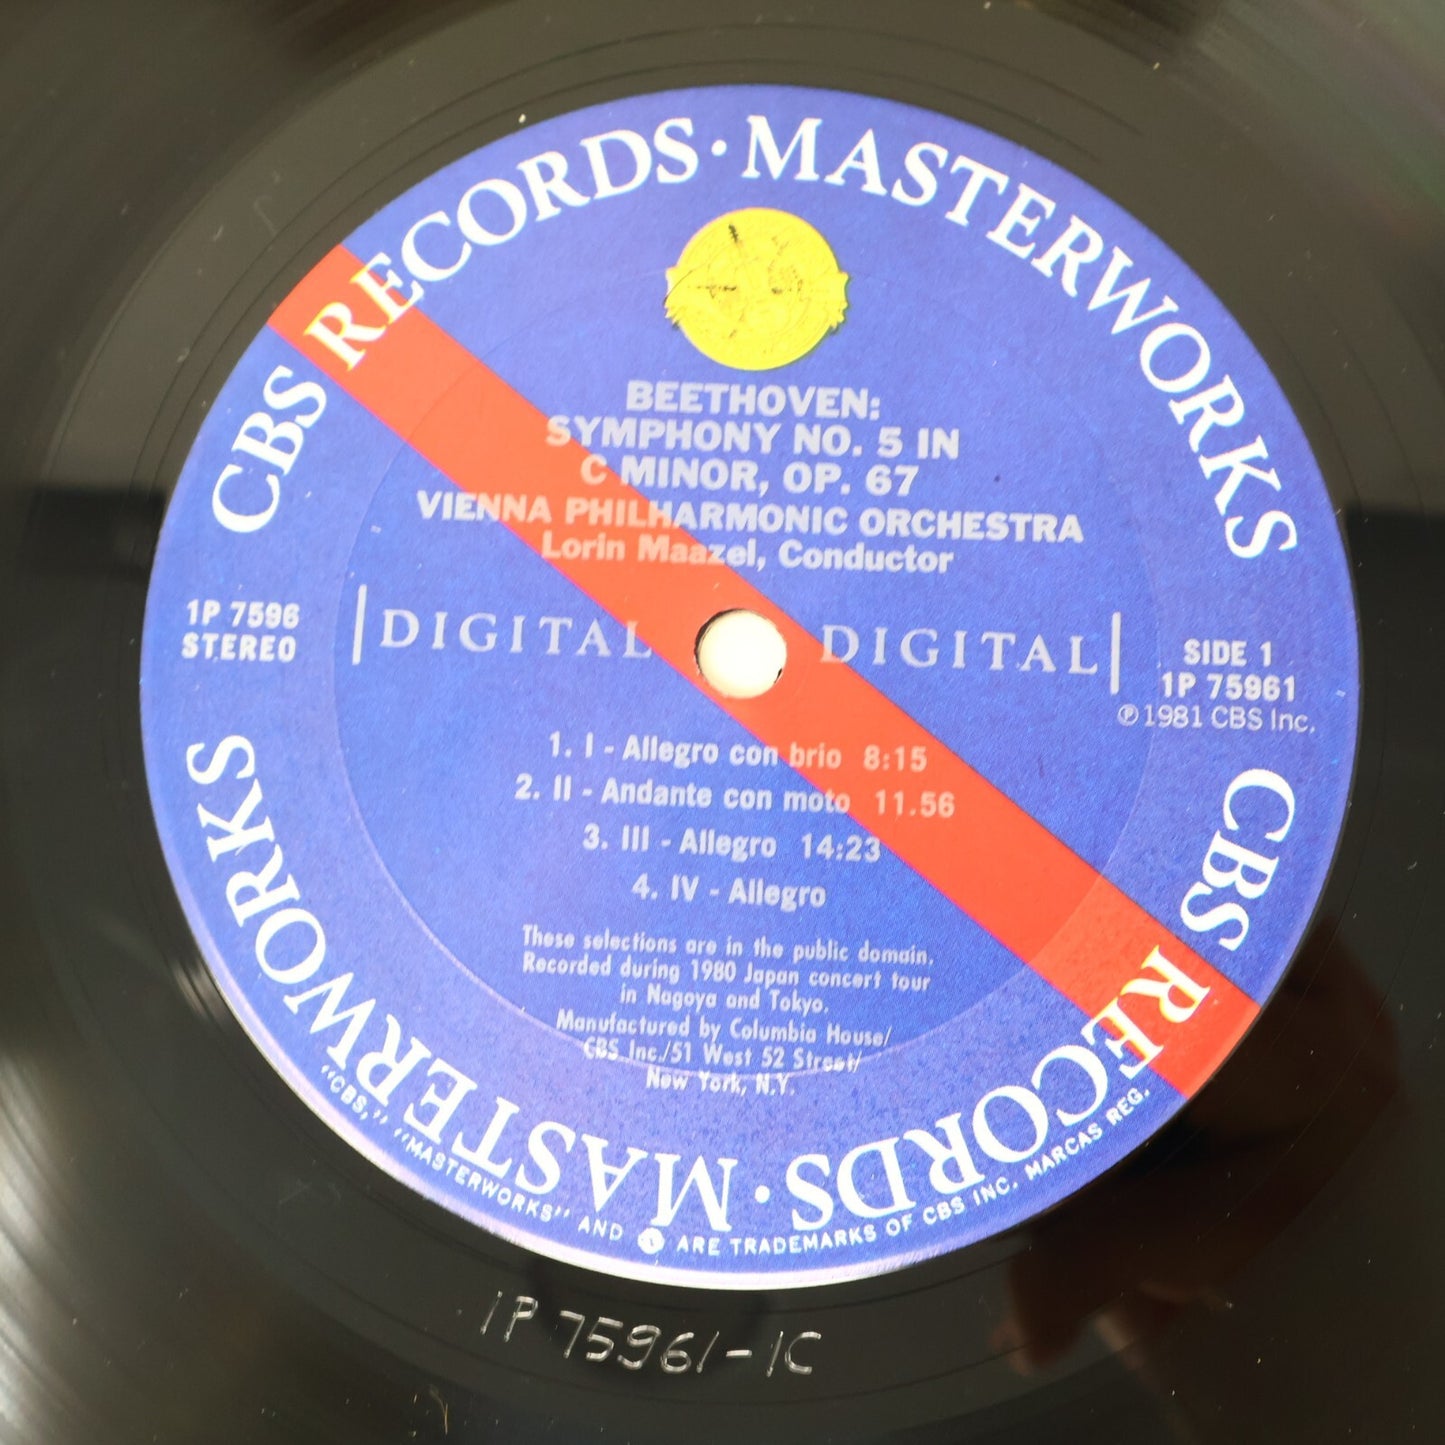 CBS RECORDS · MASTERWORKS
BEETHOVEN:
SYMPHONY NO. 5 IN
C MINOR, OP. 67
VIENNA PHILHARMONIC ORCHESTRA
Lorin Maazel, Conductor
1P 7596
STEREO
DIGITAL
DIGITAL
SIDE 1
1P 75961
℗ 1981 CBS Inc.
1. I - Allegro con brio 8:15
2. II - Andante con moto 11.56
3. III - Allegro 14:23
4. IV - Allegro
These selections are in the public domain.
Recorded during 1980 Japan concert tour
in Nagoya and Tokyo.
Manufactured by Columbia House/
CBS Inc./51 West 52 Street/
New York, N.Y.
CBS RECORDS · MASTERWORKS
"CBS," "MASTERWORKS" AND ARE TRADEMARKS OF CBS INC. MARCAS REG.
1P 75961-1C